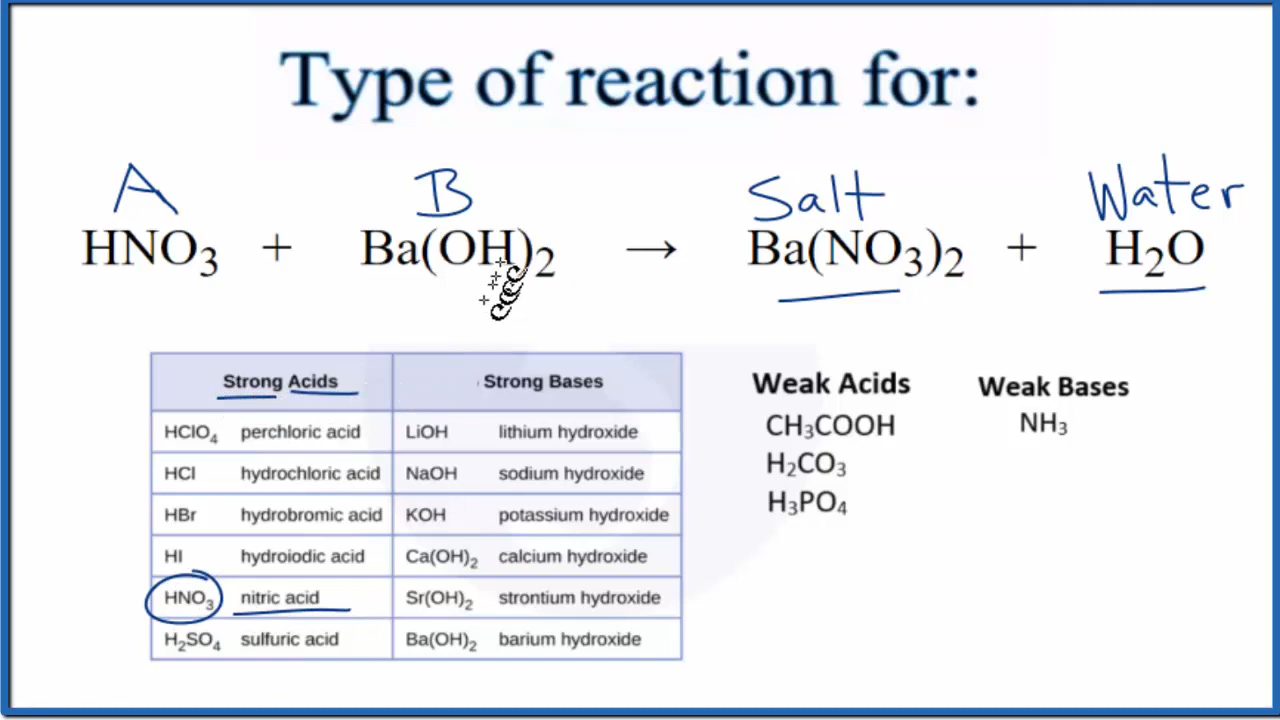 Type of reaction for:
A B Salt Water
HNO₃ + Ba(OH)₂ → Ba(NO₃)₂ + H₂O
Strong Acids Strong Bases
HClO₄ perchloric acid LiOH lithium hydroxide
HCl hydrochloric acid NaOH sodium hydroxide
HBr hydrobromic acid KOH potassium hydroxide
HI hydroiodic acid Ca(OH)₂ calcium hydroxide
HNO₃ nitric acid Sr(OH)₂ strontium hydroxide
H₂SO₄ sulfuric acid Ba(OH)₂ barium hydroxide
Weak Acids
CH₃COOH
H₂CO₃
H₃PO₄
Weak Bases
NH₃